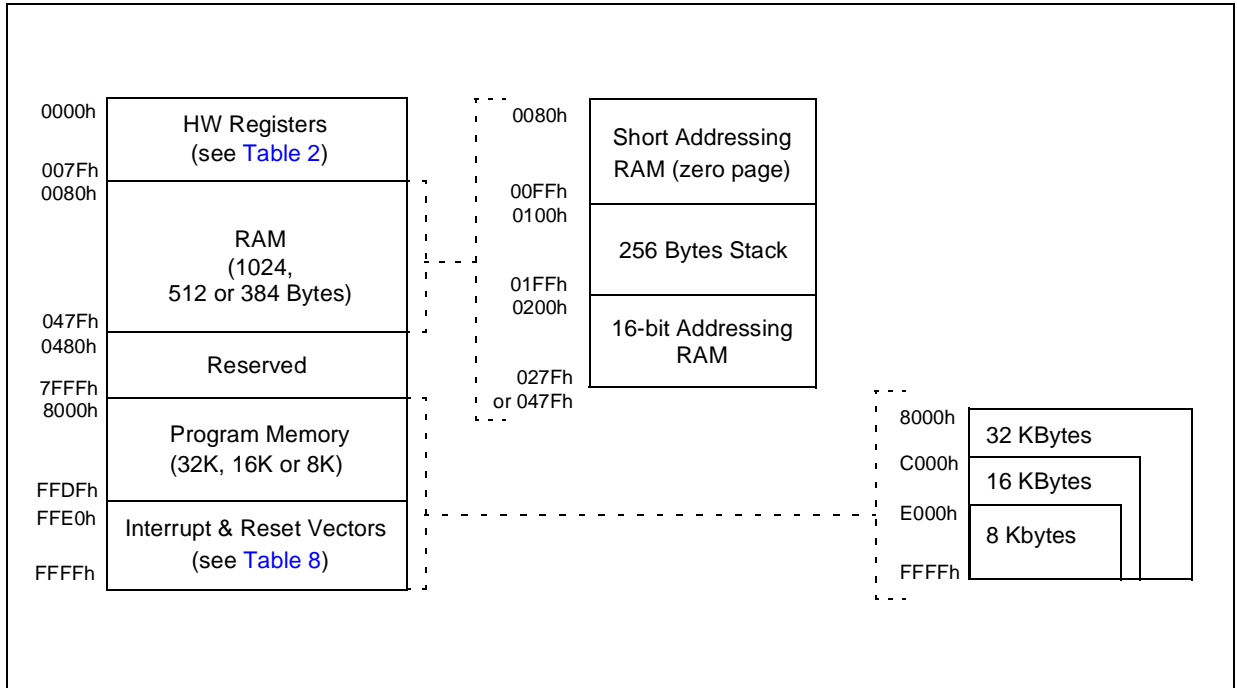 0000h
HW Registers
(see Table 2)
007Fh
0080h
RAM
(1024,
512 or 384 Bytes)
047Fh
0480h
Reserved
7FFFh
8000h
Program Memory
(32K, 16K or 8K)
FFDFh
FFE0h
Interrupt & Reset Vectors
(see Table 8)
FFFFh
0080h
Short Addressing
RAM (zero page)
00FFh
0100h
256 Bytes Stack
01FFh
0200h
16-bit Addressing
RAM
027Fh
or 047Fh
8000h
32 KBytes
C000h
16 KBytes
E000h
8 Kbytes
FFFFh